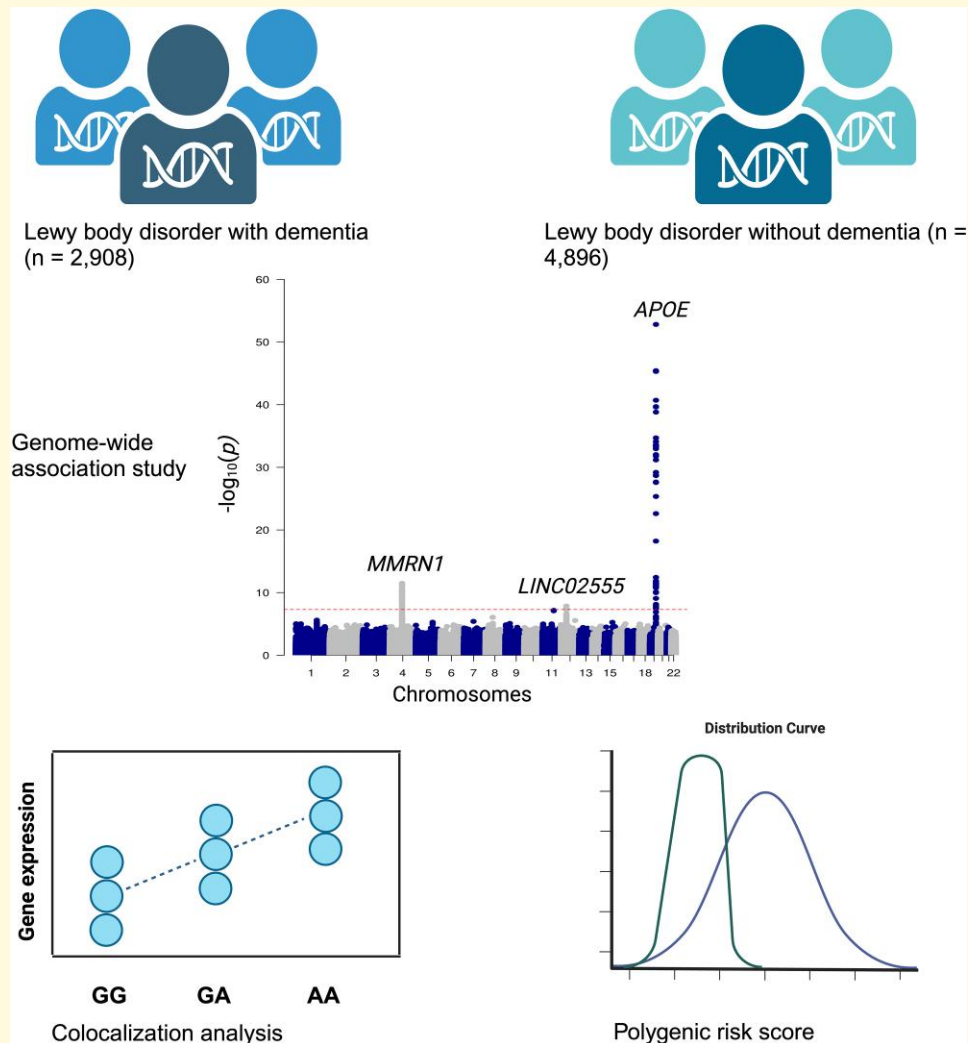 Lewy body disorder with dementia
(n = 2,908)
Lewy body disorder without dementia (n =
4,896)
Genome-wide
association study
-log₁₀(p)
60
50
40
30
20
10
0
APOE
MMRN1
LINC02555
1 2 3 4 5 6 7 8 9 11 13 15 18 22
Chromosomes
Gene expression
GG GA AA
Colocalization analysis
Distribution Curve
Polygenic risk score